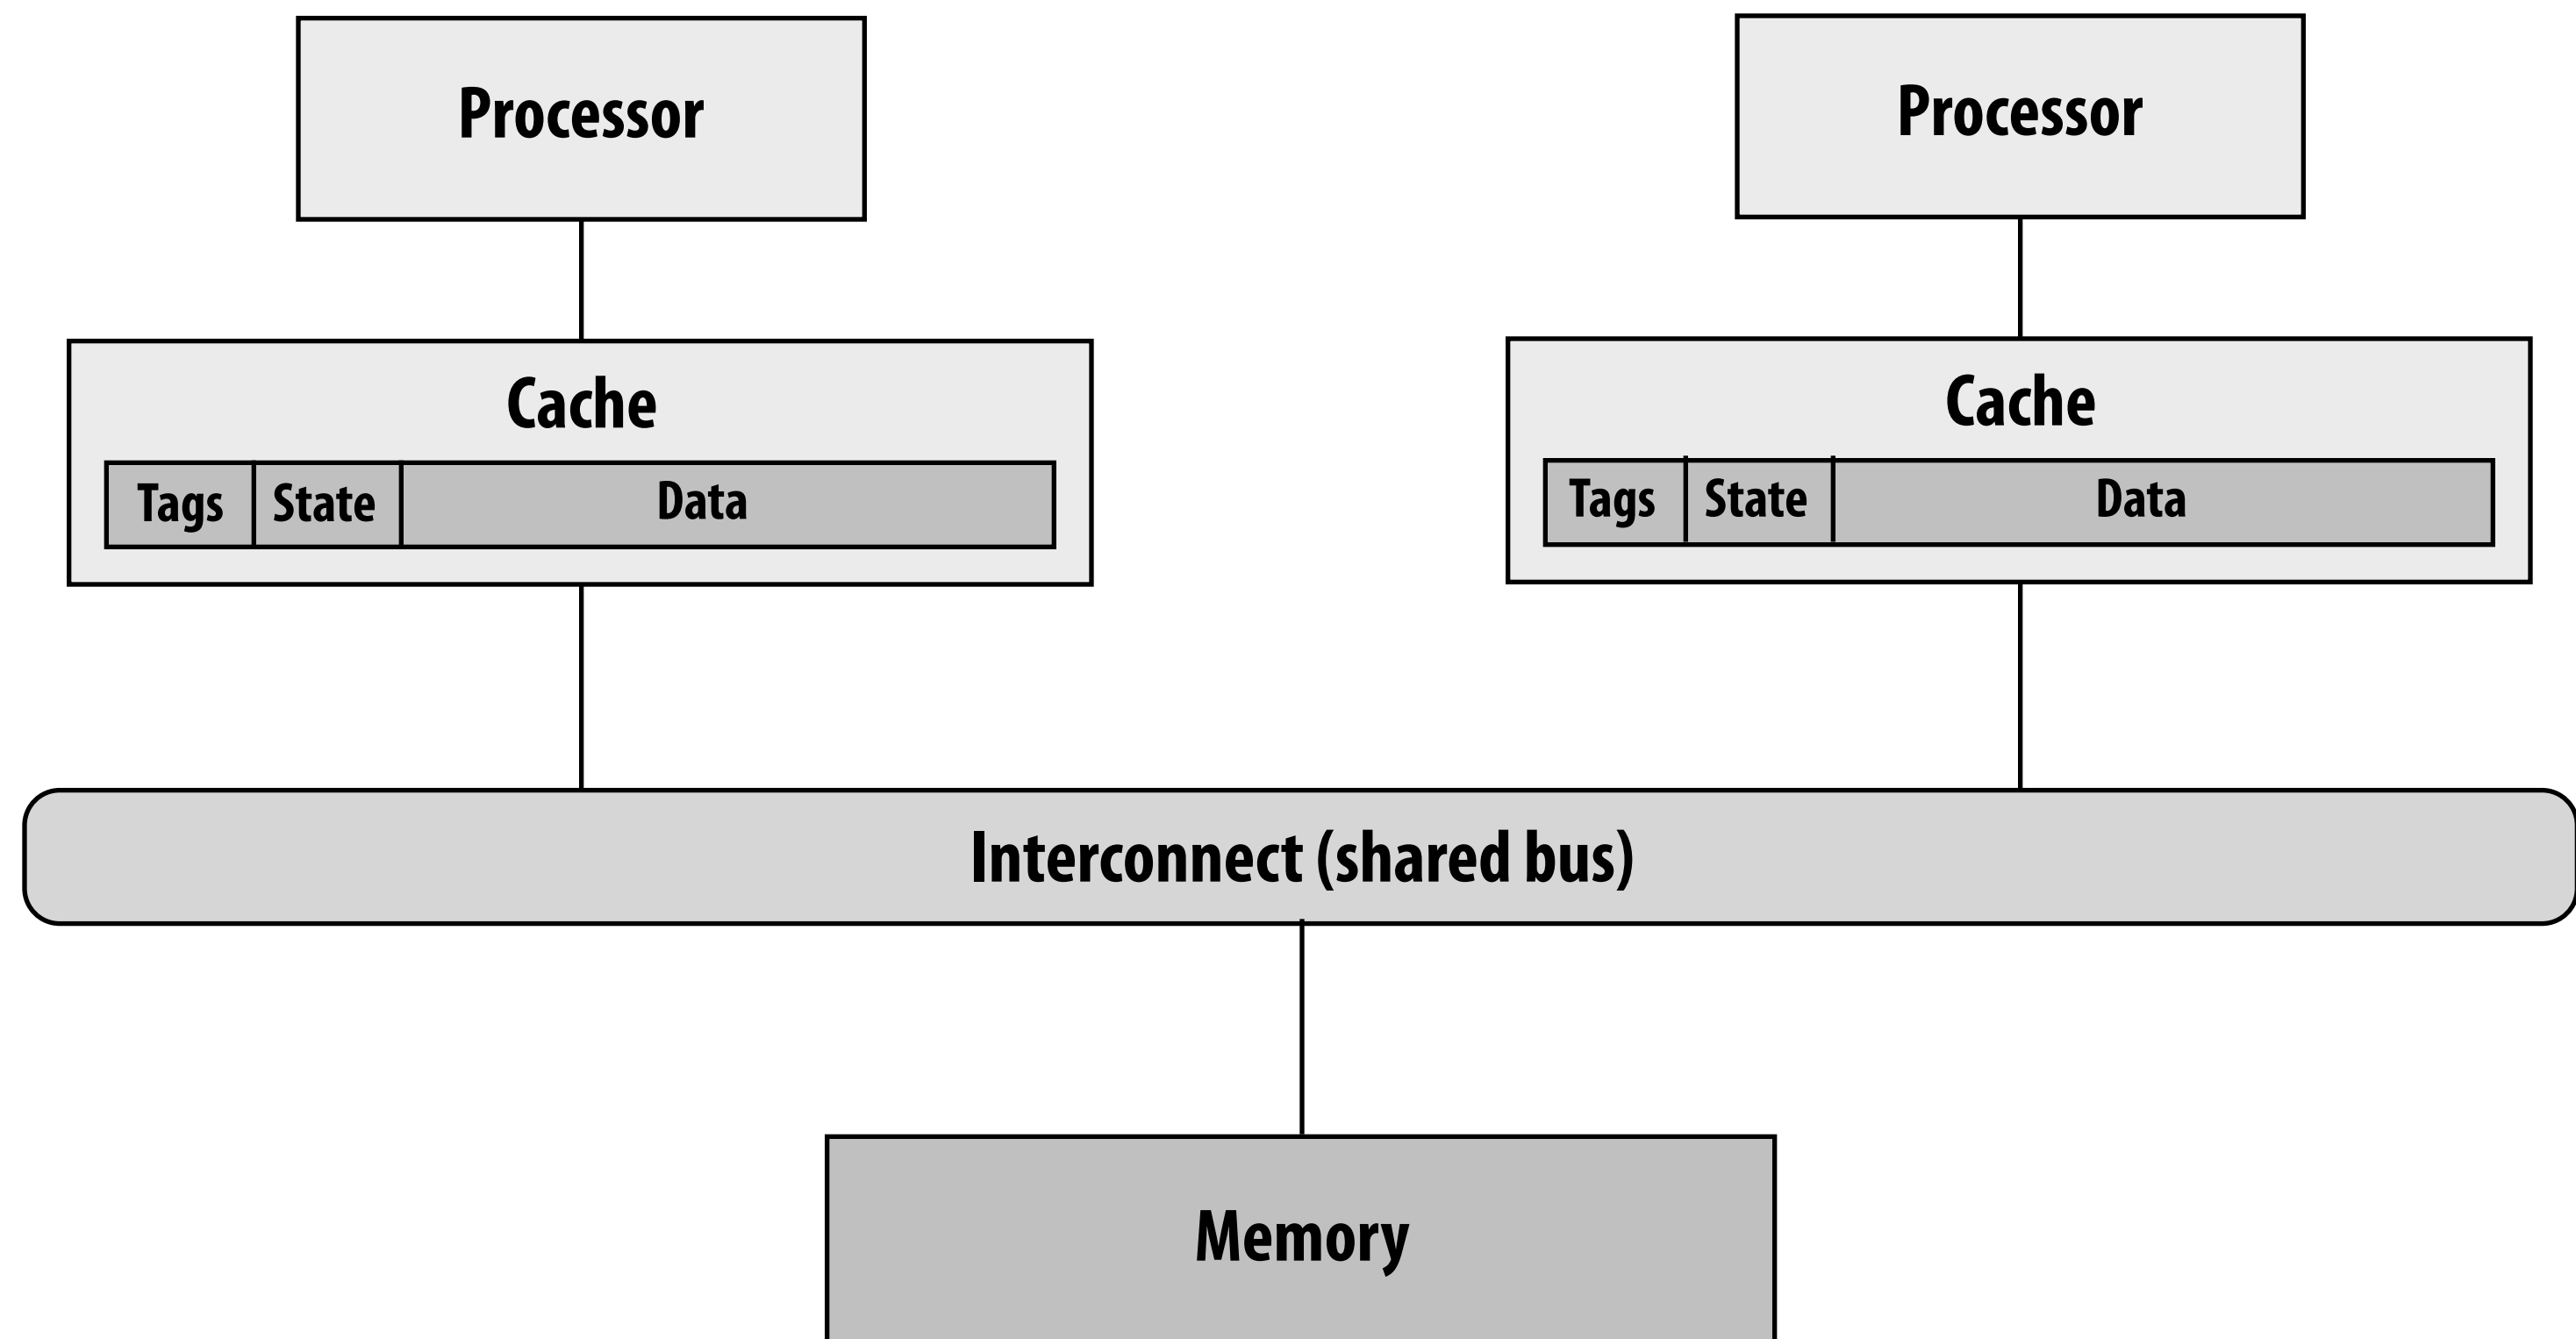 Processor
Processor
Cache
Cache
Tags State Data
Tags State Data
Interconnect (shared bus)
Memory